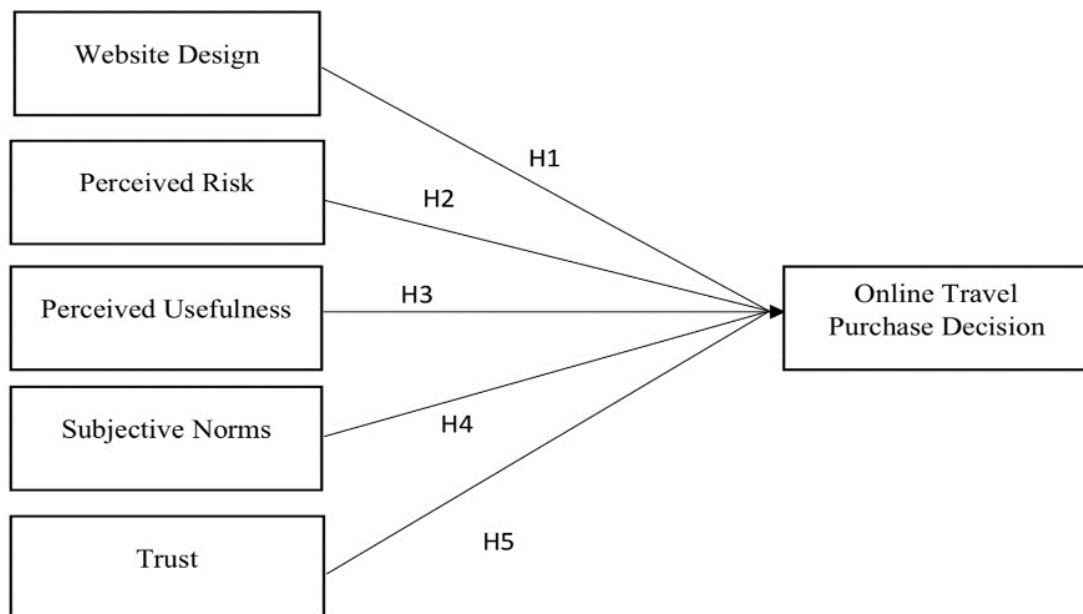 Website Design
H1
Perceived Risk
H2
Perceived Usefulness
H3
Online Travel
Purchase Decision
Subjective Norms
H4
Trust
H5